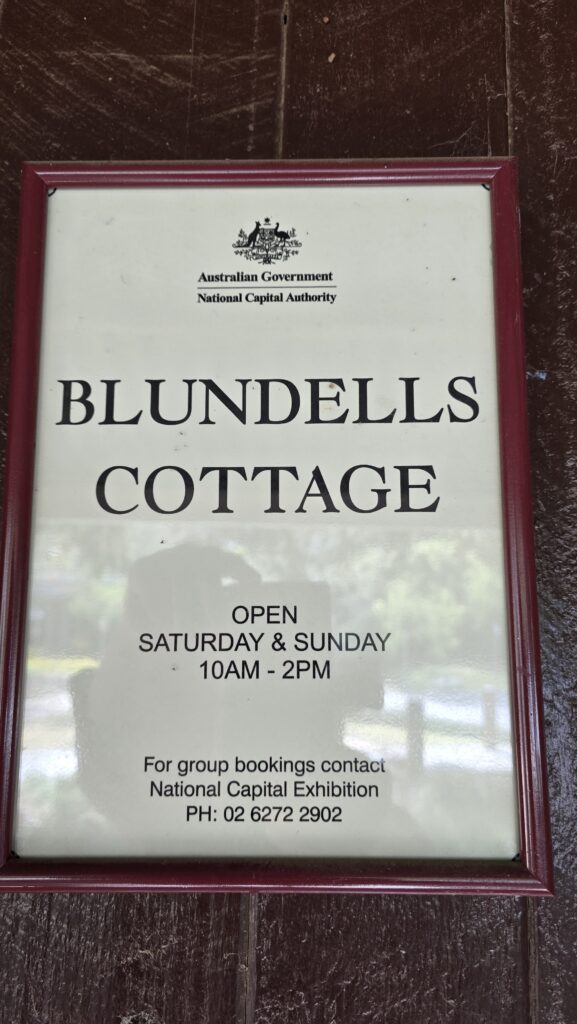 Australian Government
National Capital Authority
BLUNDELLS
COTTAGE
OPEN
SATURDAY & SUNDAY
10AM - 2PM
For group bookings contact
National Capital Exhibition
PH: 02 6272 2902